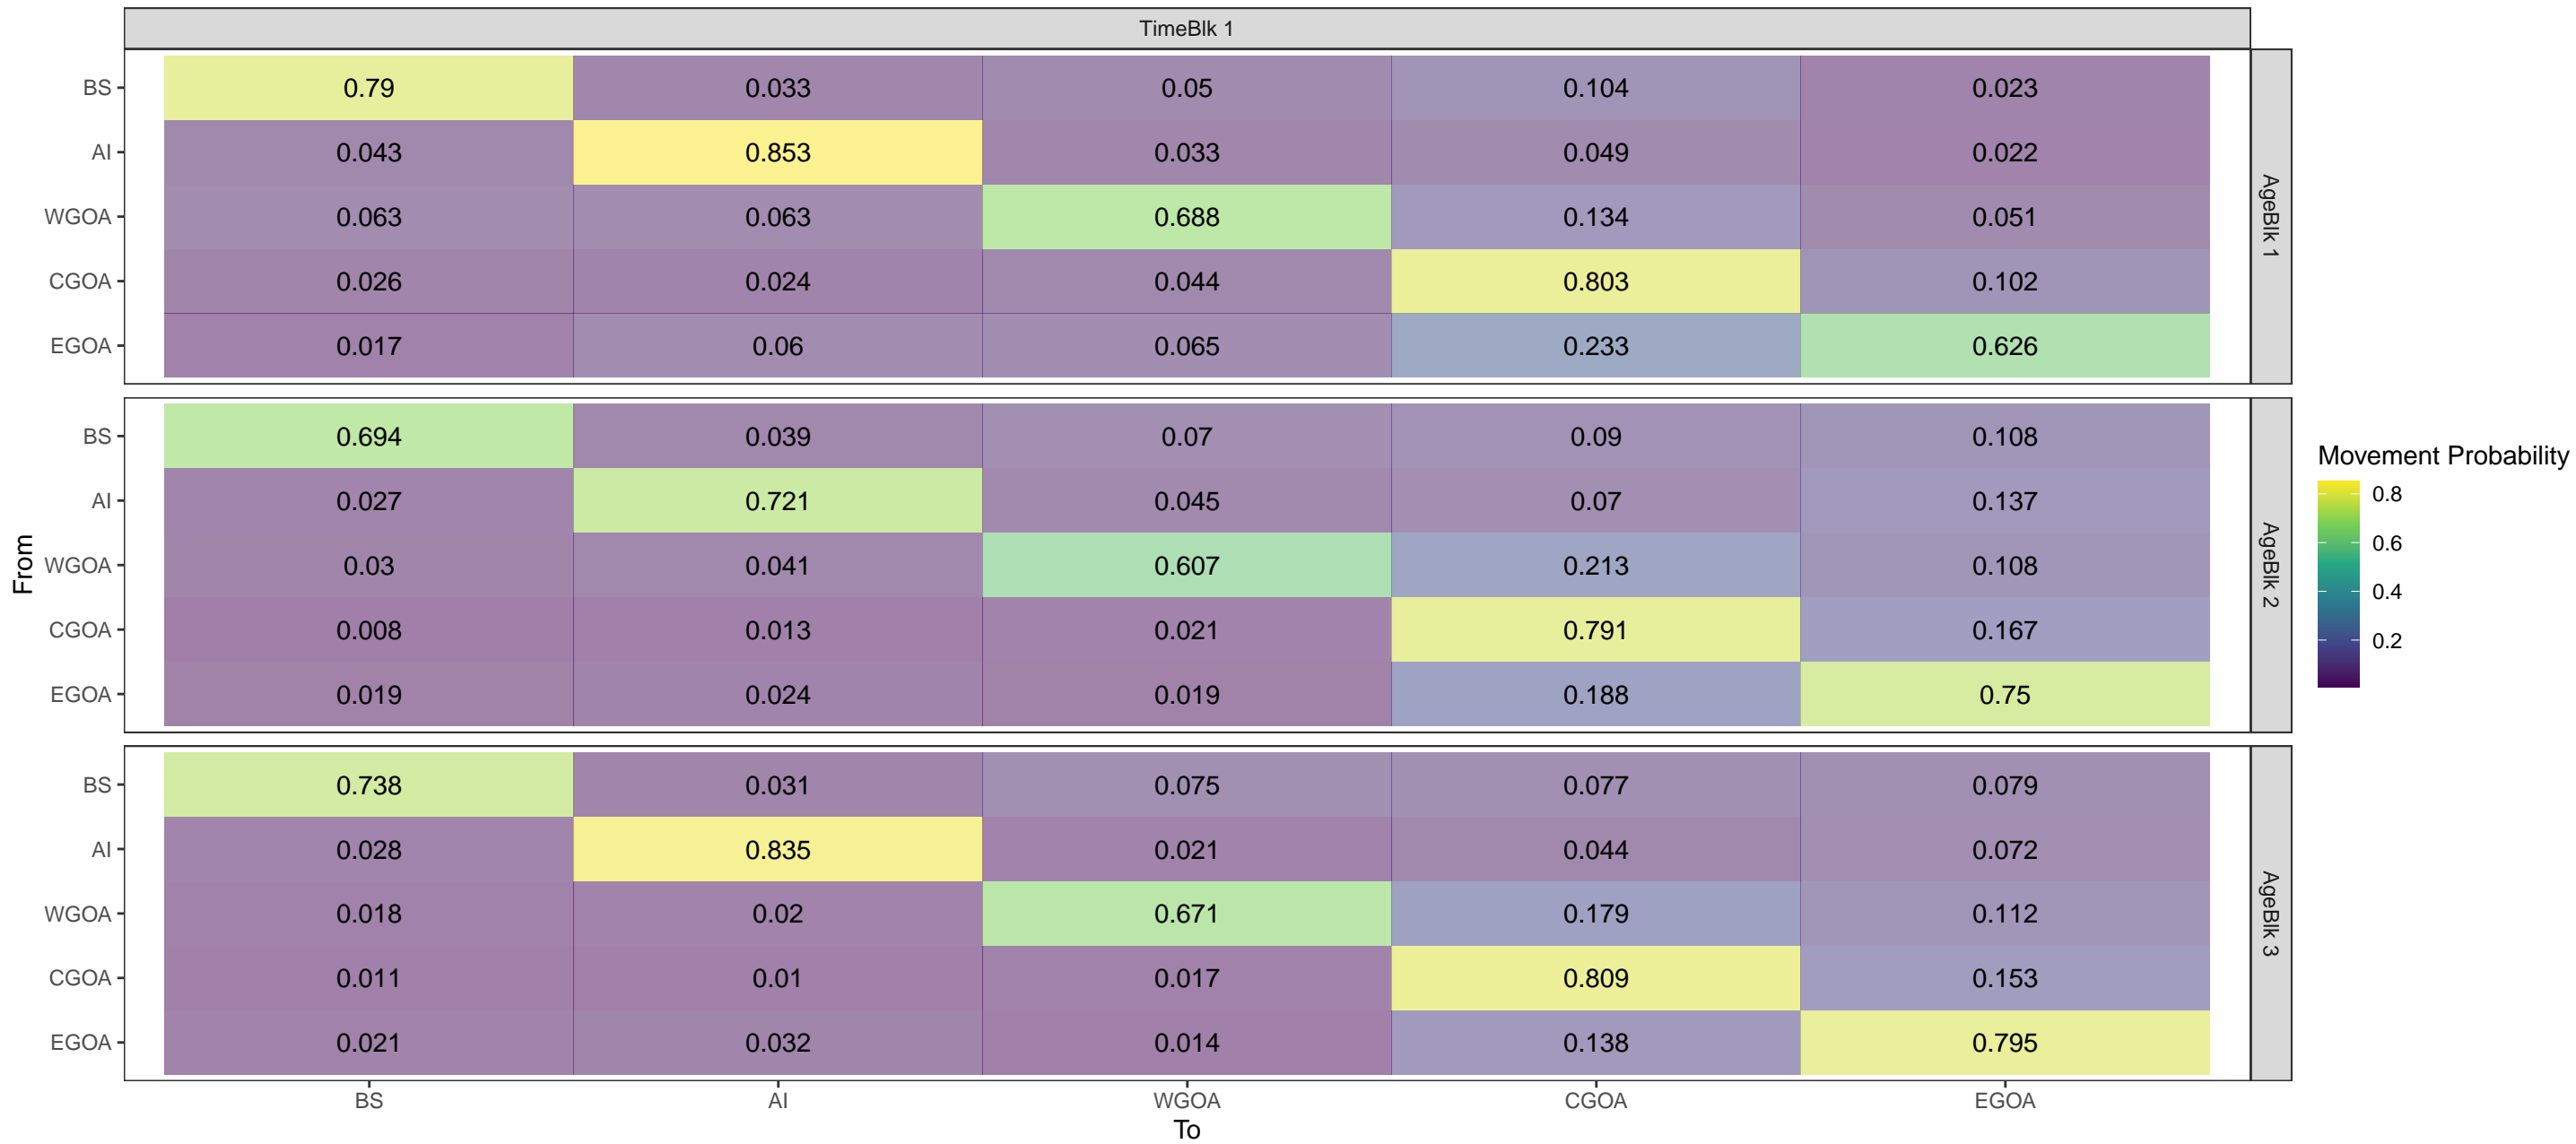 TimeBlk 1
BS 0.79 0.033 0.05 0.104 0.023
AI 0.043 0.853 0.033 0.049 0.022
WGOA 0.063 0.063 0.688 0.134 0.051
CGOA 0.026 0.024 0.044 0.803 0.102
EGOA 0.017 0.06 0.065 0.233 0.626
AgeBlk 1
BS 0.694 0.039 0.07 0.09 0.108
AI 0.027 0.721 0.045 0.07 0.137
WGOA 0.03 0.041 0.607 0.213 0.108
CGOA 0.008 0.013 0.021 0.791 0.167
EGOA 0.019 0.024 0.019 0.188 0.75
AgeBlk 2
BS 0.738 0.031 0.075 0.077 0.079
AI 0.028 0.835 0.021 0.044 0.072
WGOA 0.018 0.02 0.671 0.179 0.112
CGOA 0.011 0.01 0.017 0.809 0.153
EGOA 0.021 0.032 0.014 0.138 0.795
AgeBlk 3
BS AI WGOA CGOA EGOA
To
From
Movement Probability
0.8
0.6
0.4
0.2